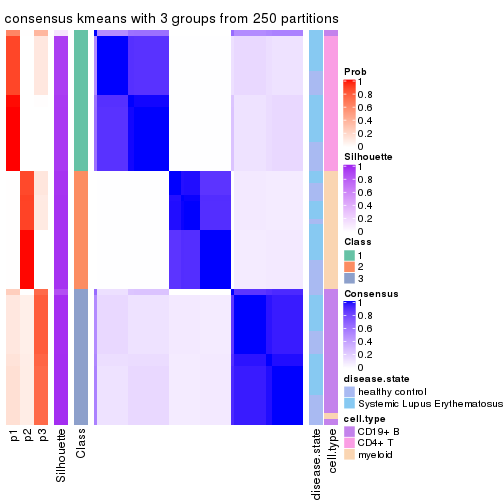 consensus kmeans with 3 groups from 250 partitions
Prob
1
0.8
0.6
0.4
0.2
0
Silhouette
1
0.8
0.6
0.4
0.2
0
Class
1
2
3
Consensus
1
0.8
0.6
0.4
0.2
0
disease.state
healthy control
Systemic Lupus Erythematosus
cell.type
CD19+ B
CD4+ T
myeloid
p1
p2
p3
Silhouette
Class
disease.state
cell.type